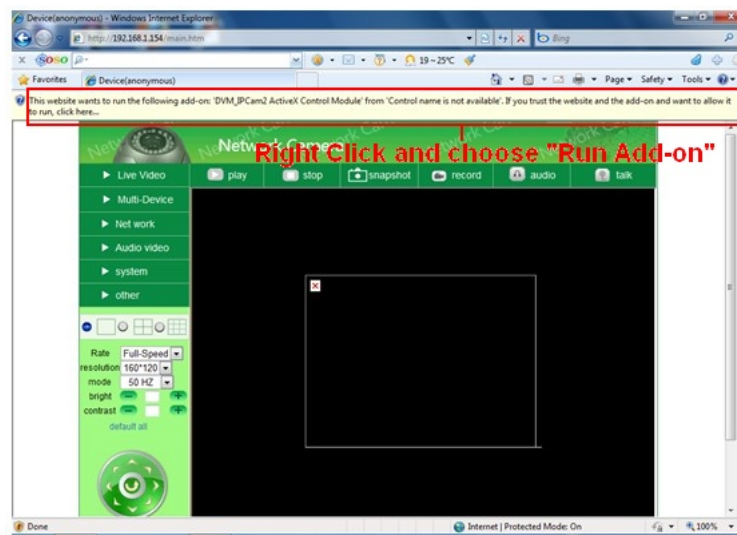 Device(anonymous) - Windows Internet Explorer
http://192.168.1.154/main.htm
Bing
SOSO
19~25℃
Favorites
Device(anonymous)
Page
Safety
Tools
This website wants to run the following add-on: 'DVM_IPCam2 ActiveX Control Module' from 'Control name is not available'. If you trust the website and the add-on and want to allow it
to run, click here...
Network Camera
Right Click and choose "Run Add-on"
Live Video
play
stop
snapshot
record
audio
talk
Multi-Device
Net work
Audio video
system
other
Rate Full-Speed
resolution 160*120
mode 50 HZ
bright
contrast
default all
Done
Internet | Protected Mode: On
100%